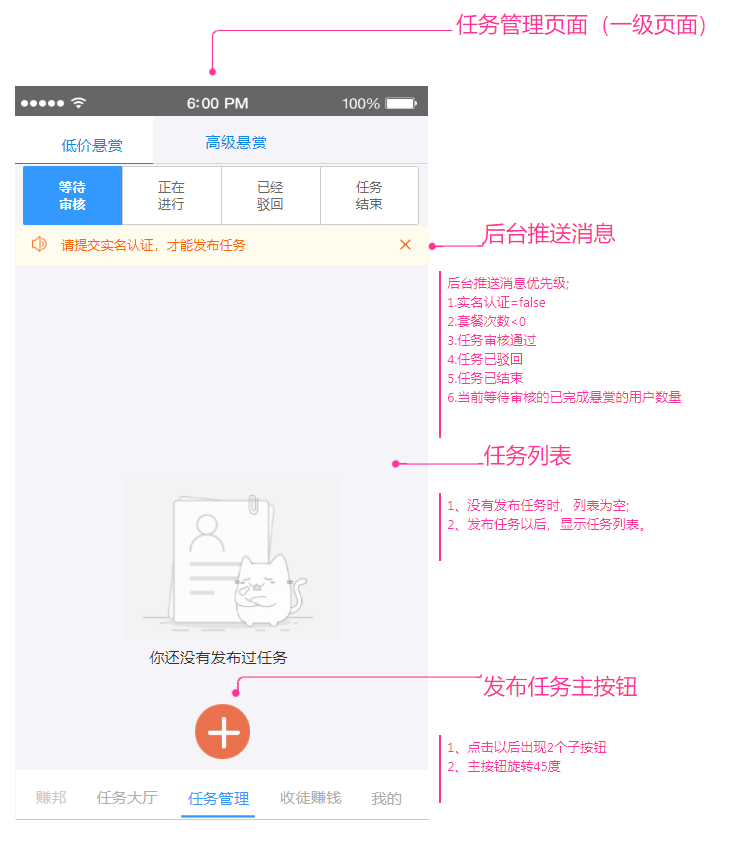 任务管理页面（一级页面）
6:00 PM
100%
低价悬赏
高级悬赏
等待
审核
正在
进行
已经
驳回
任务
结束
请提交实名认证，才能发布任务
后台推送消息
后台推送消息优先级;
1.实名认证=false
2.套餐次数<0
3.任务审核通过
4.任务已驳回
5.任务已结束
6.当前等待审核的已完成悬赏的用户数量
任务列表
1、没有发布任务时，列表为空;
2、发布任务以后，显示任务列表。
你还没有发布过任务
发布任务主按钮
1、点击以后出现2个子按钮
2、主按钮旋转45度
赚邦
任务大厅
任务管理
收徒赚钱
我的